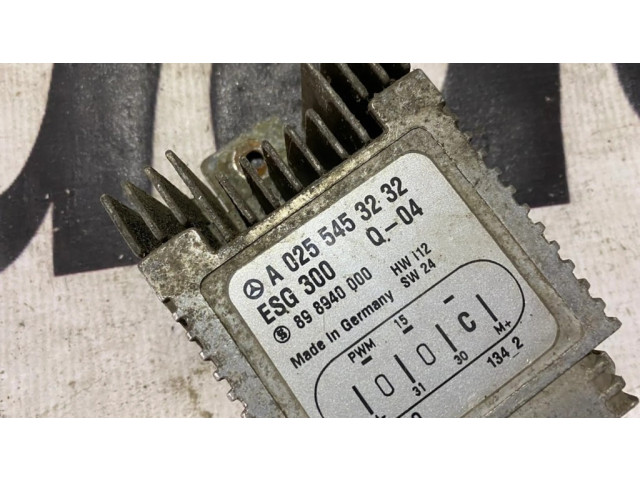 A 025 545 32 32
ESG 300 Q.-04
89 8940 000 HW I12
Made in Germany SW 24
PWM 15
C M+
31 30
134 2